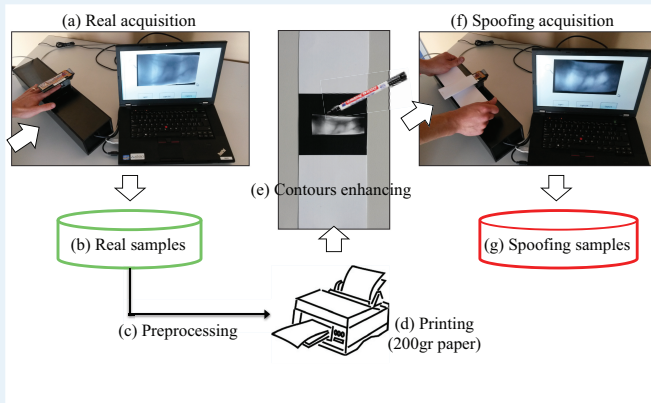 (a) Real acquisition
(f) Spoofing acquisition
(e) Contours enhancing
(b) Real samples
(g) Spoofing samples
(c) Preprocessing
(d) Printing
(200gr paper)